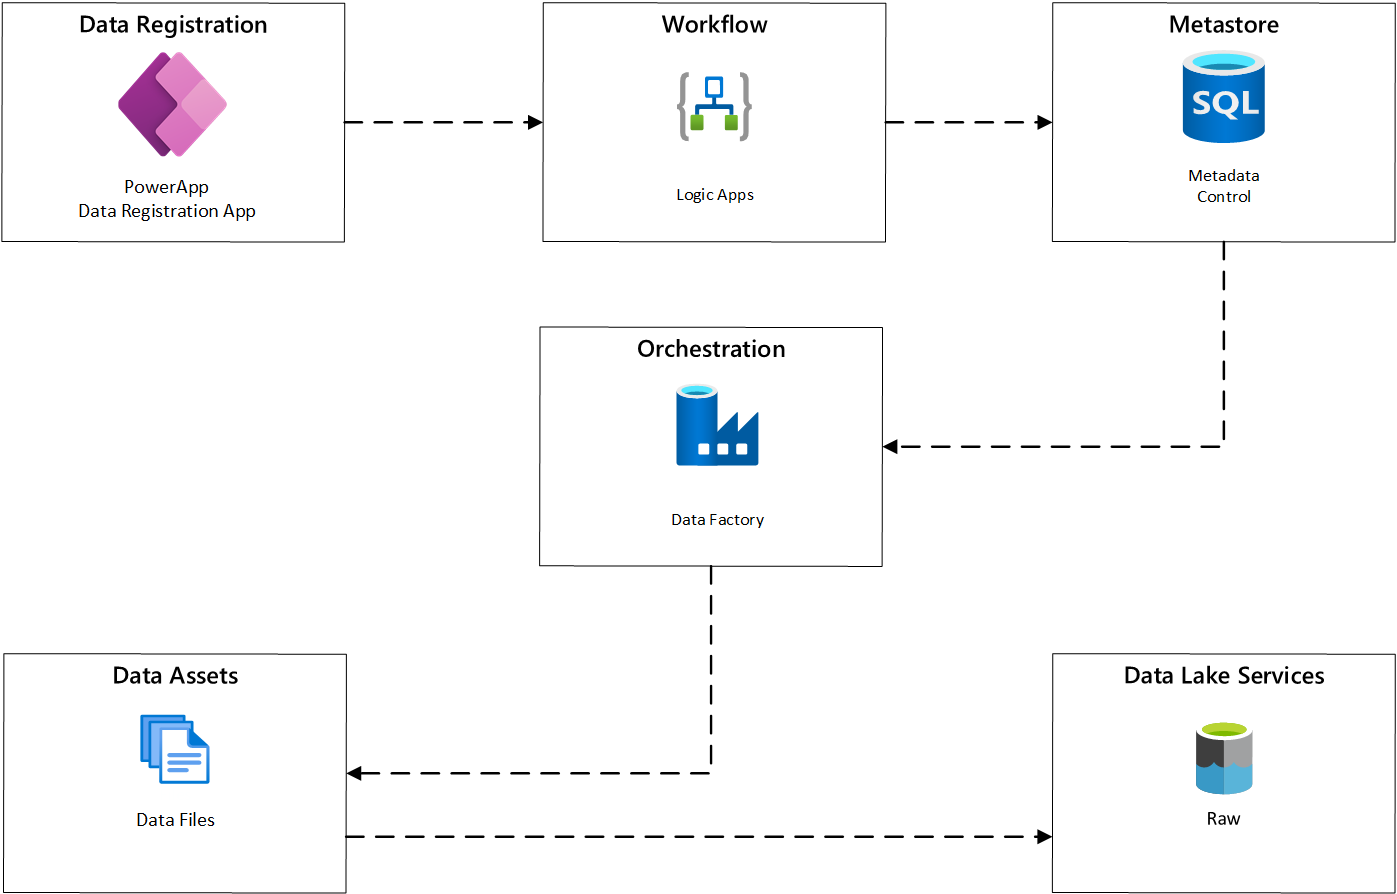 Data Registration
PowerApp
Data Registration App
Workflow
Logic Apps
Metastore
SQL
Metadata
Control
Orchestration
Data Factory
Data Assets
Data Files
Data Lake Services
Raw